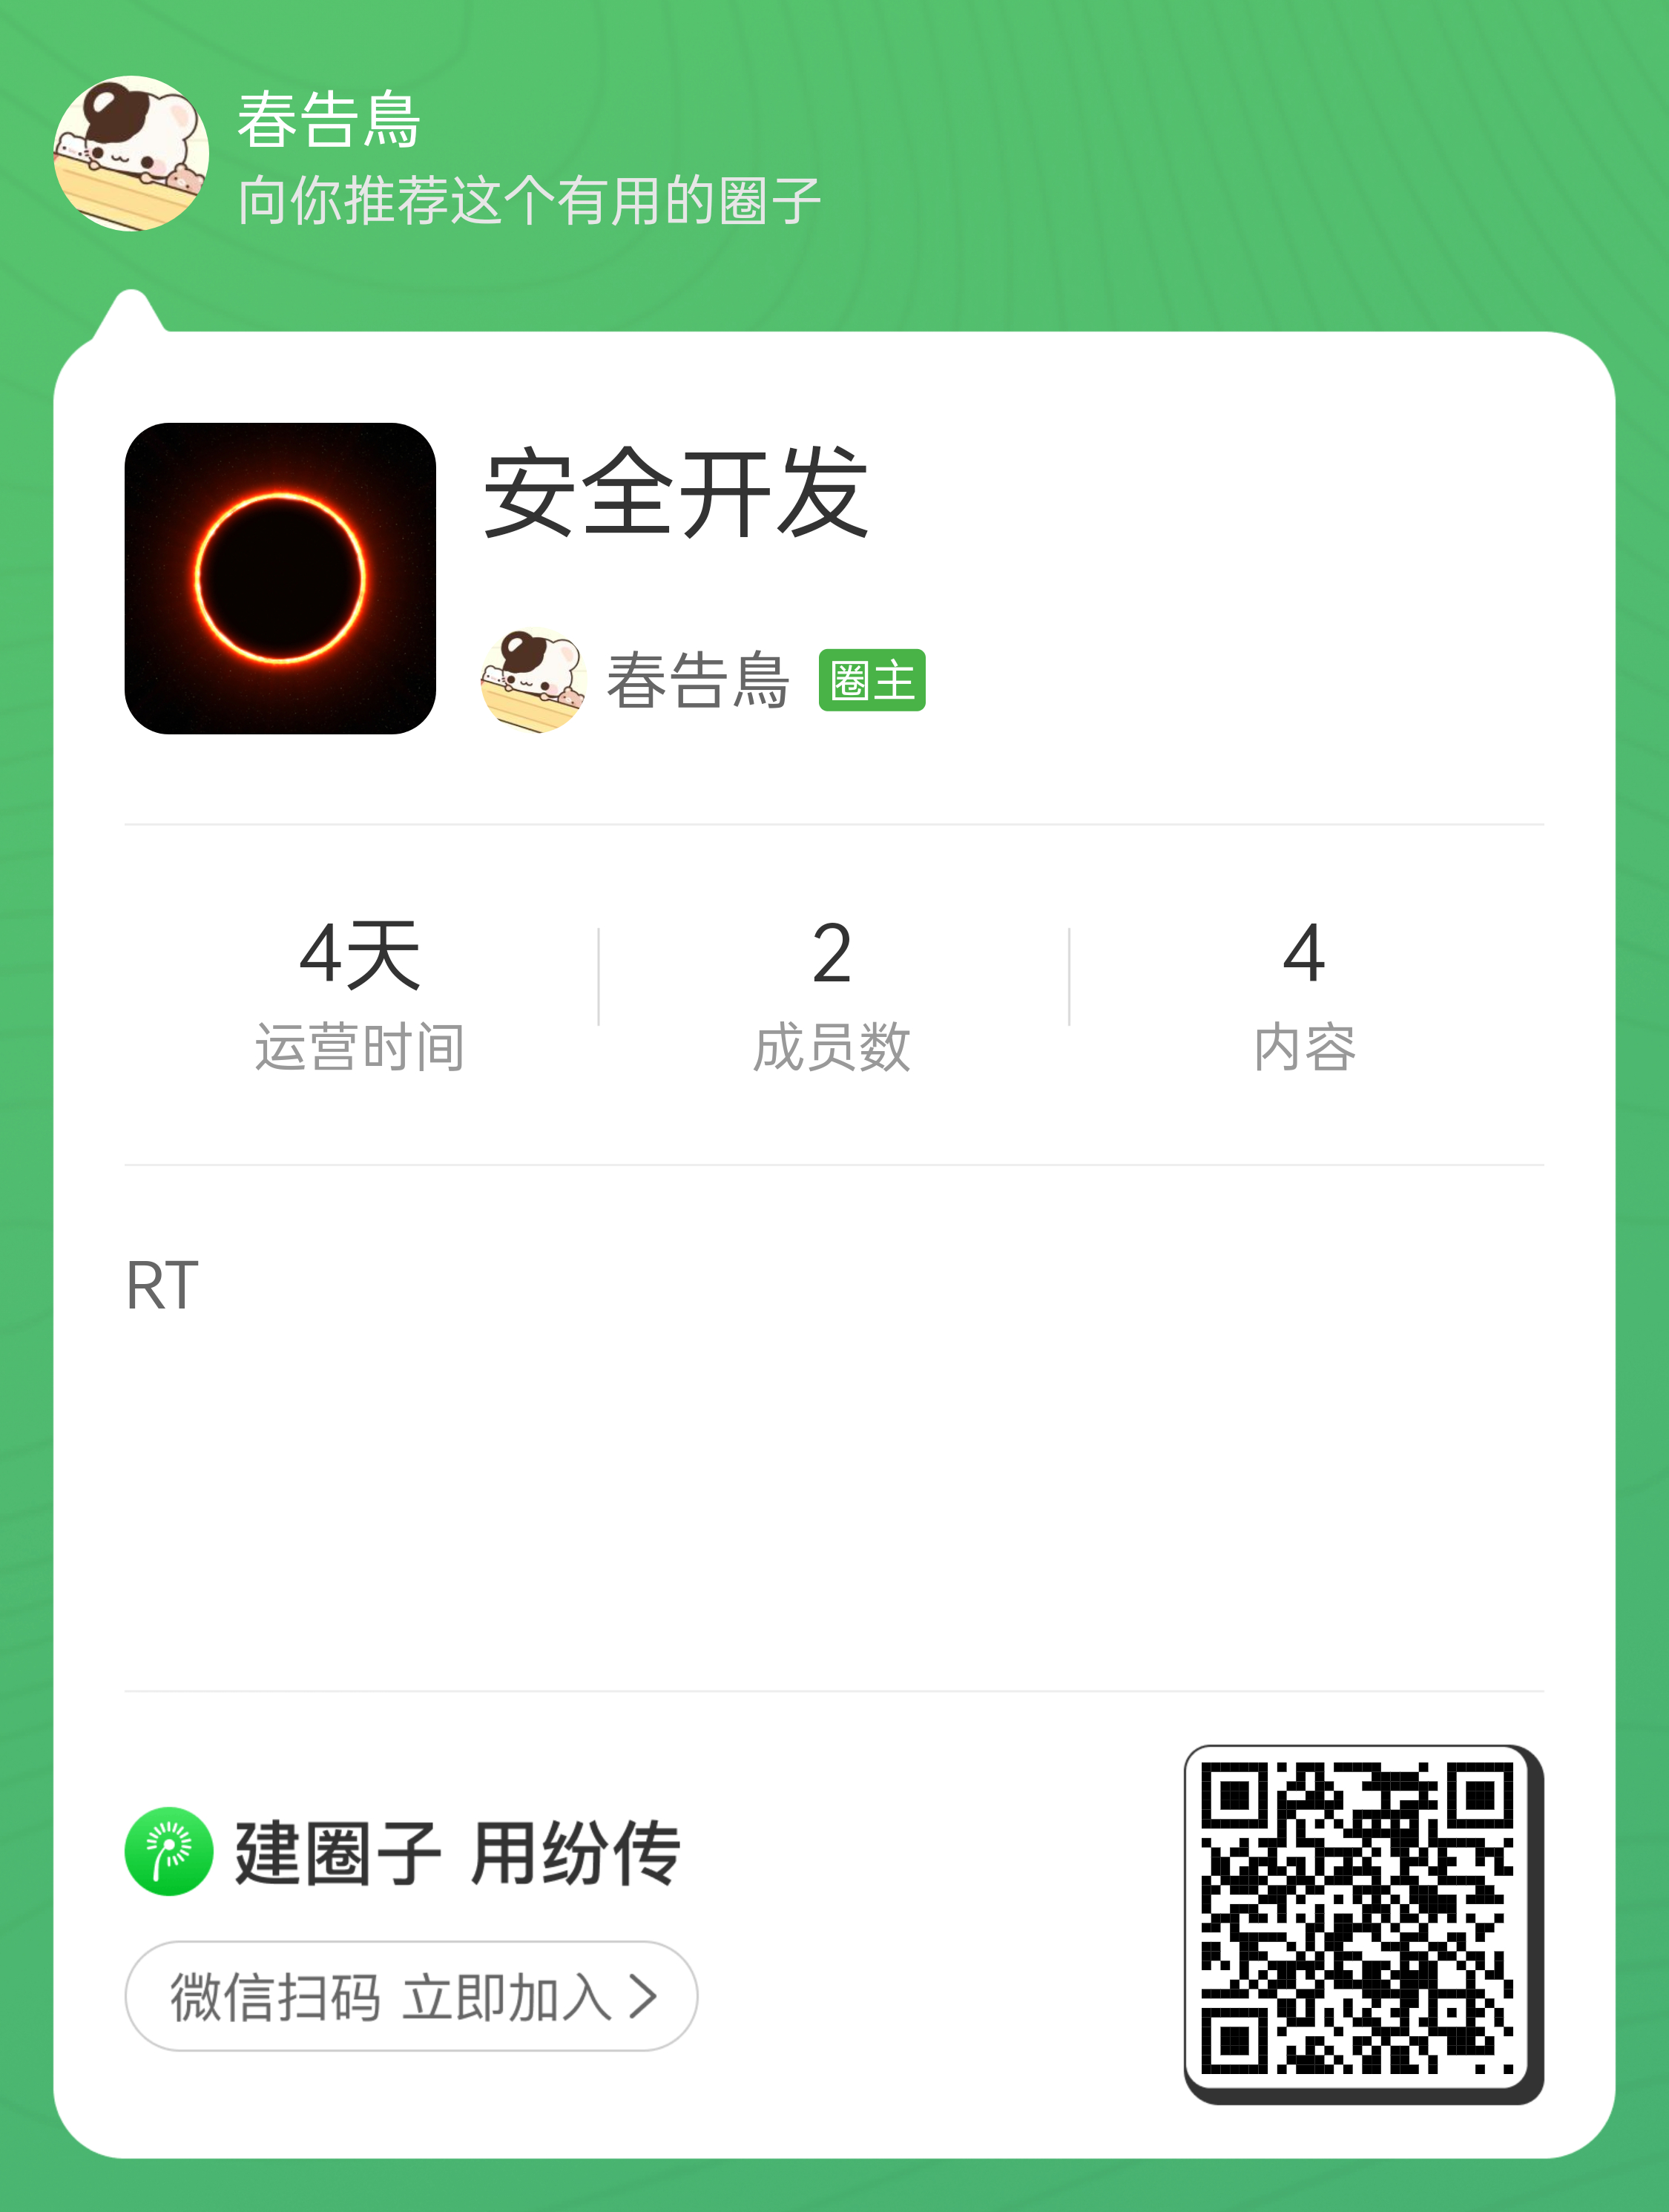 春告鳥
向你推荐这个有用的圈子
安全开发
春告鳥 圈主
4天 2 4
运营时间 成员数 内容
RT
建圈子 用纷传
微信扫码 立即加入